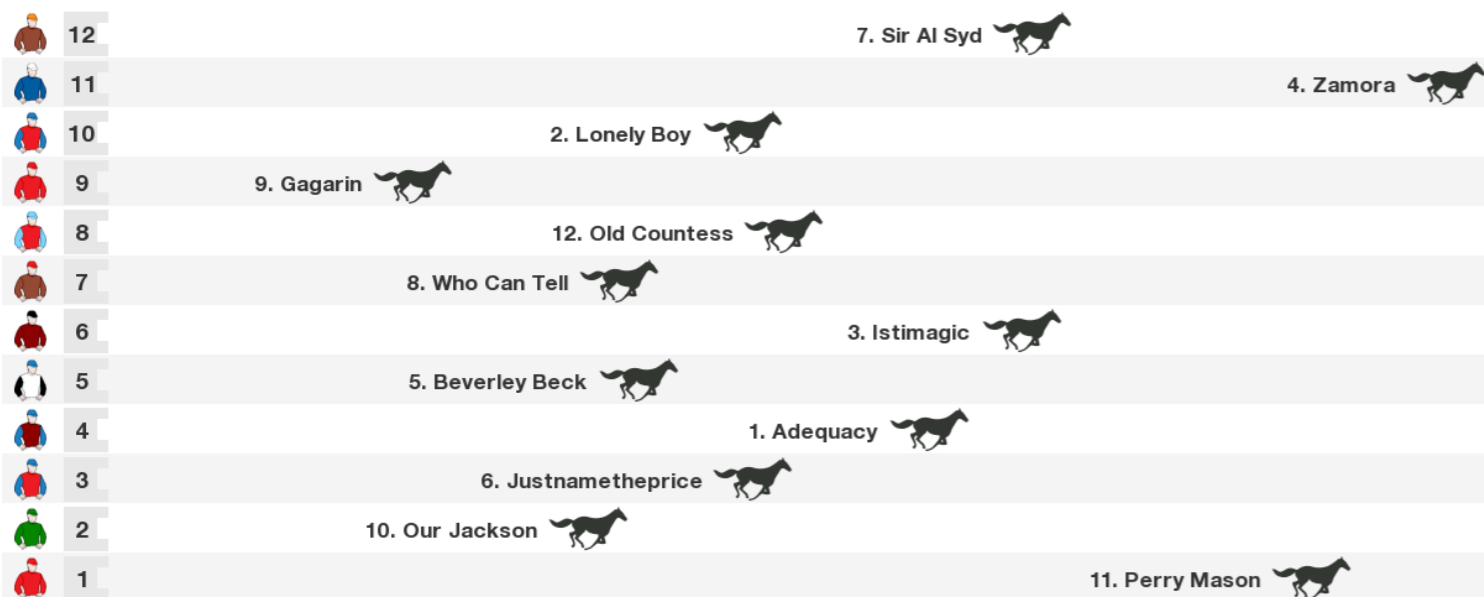 12 7. Sir Al Syd
11 4. Zamora
10 2. Lonely Boy
9 9. Gagarin
8 12. Old Countess
7 8. Who Can Tell
6 3. Istimagic
5 5. Beverley Beck
4 1. Adequacy
3 6. Justnametheprice
2 10. Our Jackson
1 11. Perry Mason